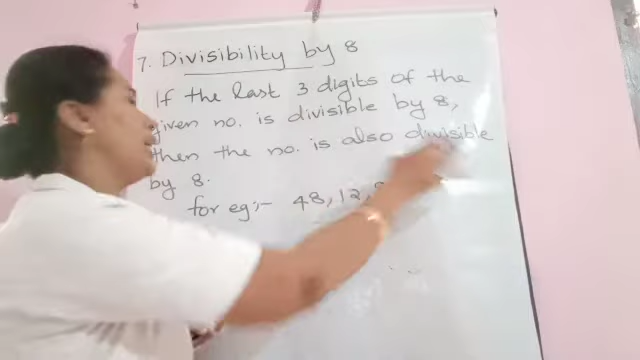 7. Divisibility by 8
If the last 3 digits of the
given no. is divisible by 8,
then the no. is also divisible
by 8.
for eg:- 48,12,